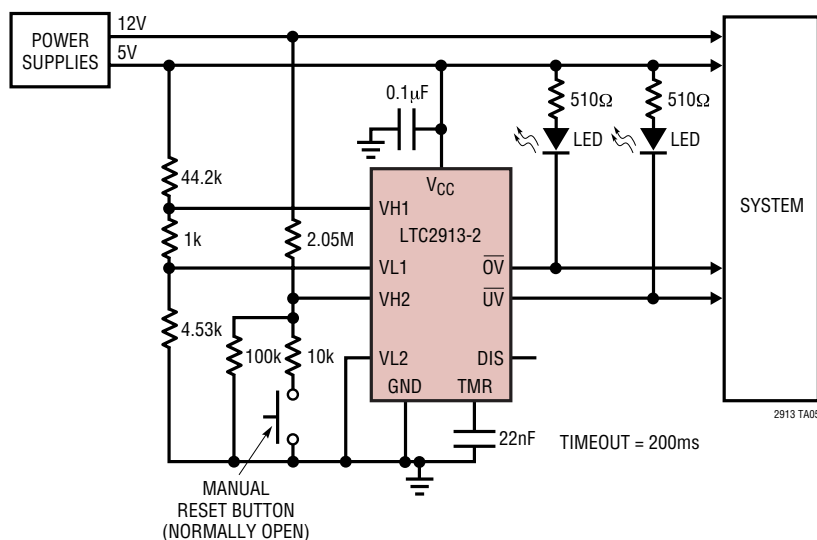 12V
POWER
SUPPLIES
5V
0.1µF
510Ω
510Ω
LED
LED
44.2k
VCC
VH1
LTC2913-2
SYSTEM
1k
2.05M
VL1
OV
VH2
UV
4.53k
100k
10k
VL2
DIS
GND
TMR
22nF
TIMEOUT = 200ms
2913 TA05
MANUAL
RESET BUTTON
(NORMALLY OPEN)